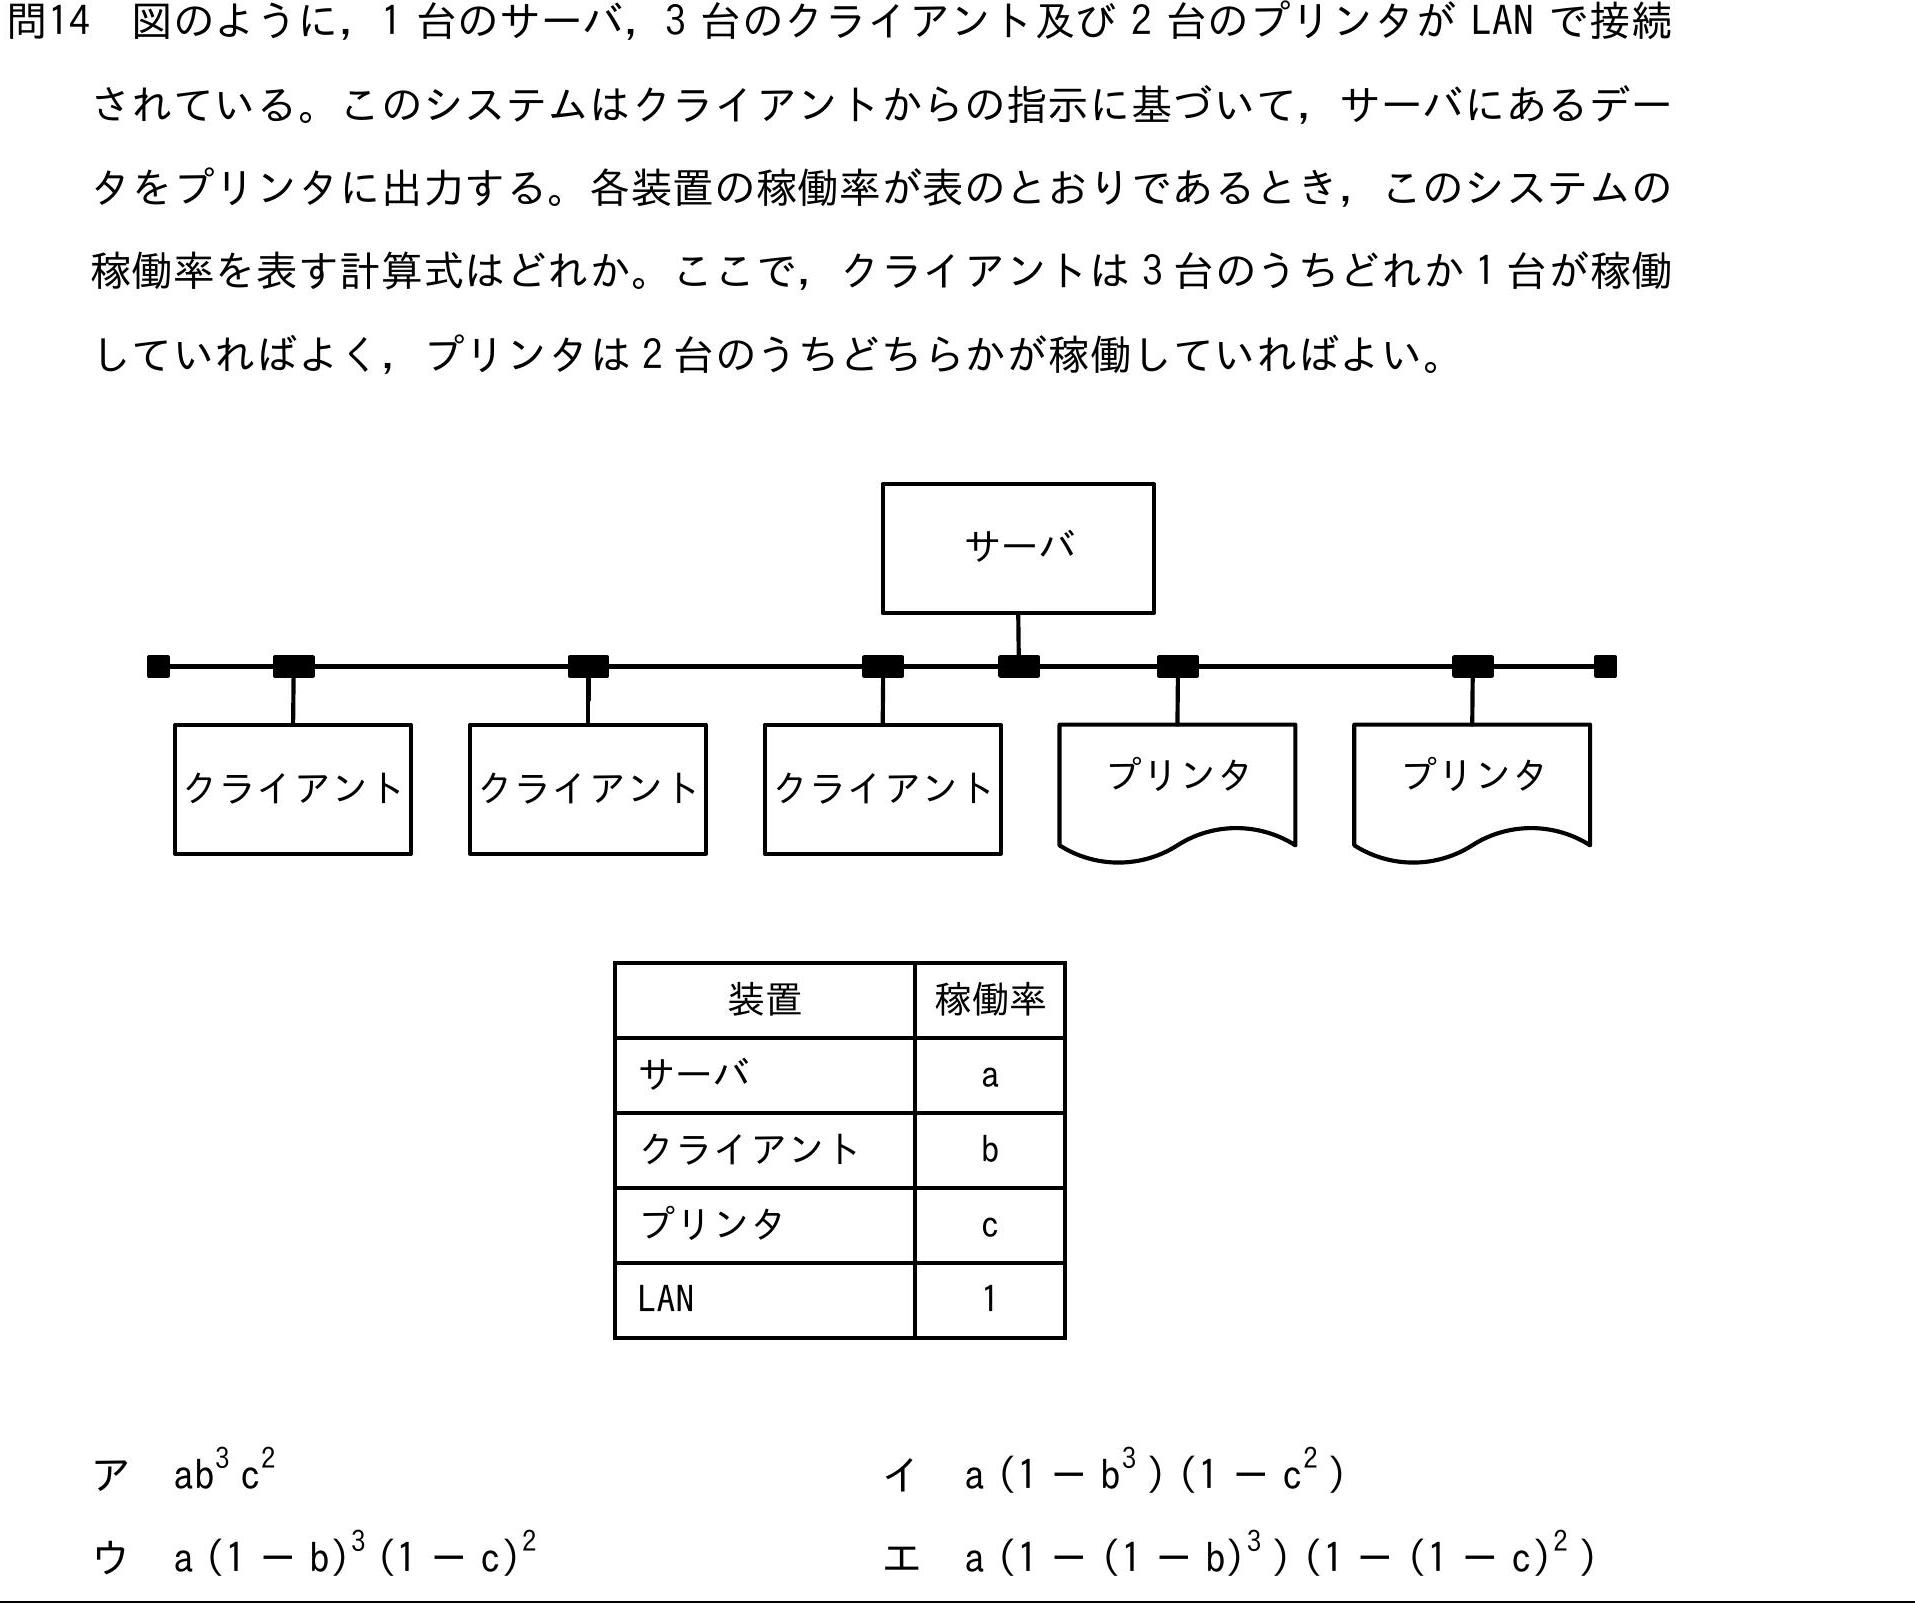 問14　図のように，1 台のサーバ，3 台のクライアント及び 2 台のプリンタが LAN で接続
されている。このシステムはクライアントからの指示に基づいて，サーバにあるデー
タをプリンタに出力する。各装置の稼働率が表のとおりであるとき，このシステムの
稼働率を表す計算式はどれか。ここで，クライアントは 3 台のうちどれか 1 台が稼働
していればよく，プリンタは 2 台のうちどちらかが稼働していればよい。
サーバ
クライアント　クライアント　クライアント　プリンタ　プリンタ
装置　稼働率
サーバ　a
クライアント　b
プリンタ　c
LAN　1
ア　ab³c²　イ　a（1 － b³）（1 － c²）
ウ　a（1 － b)³（1 － c)²　エ　a（1 －（1 － b)³）（1 －（1 － c)²）